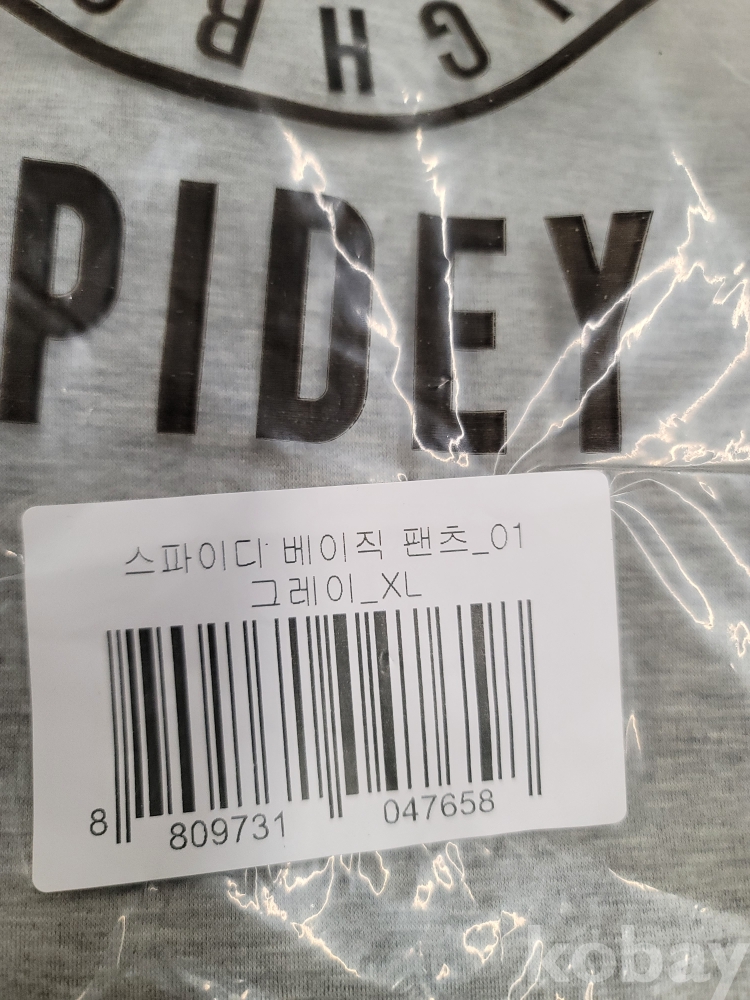 IGHB
PIDEY
스파이디 베이직 팬츠_01
그레이_XL
8 809731 047658
kobay